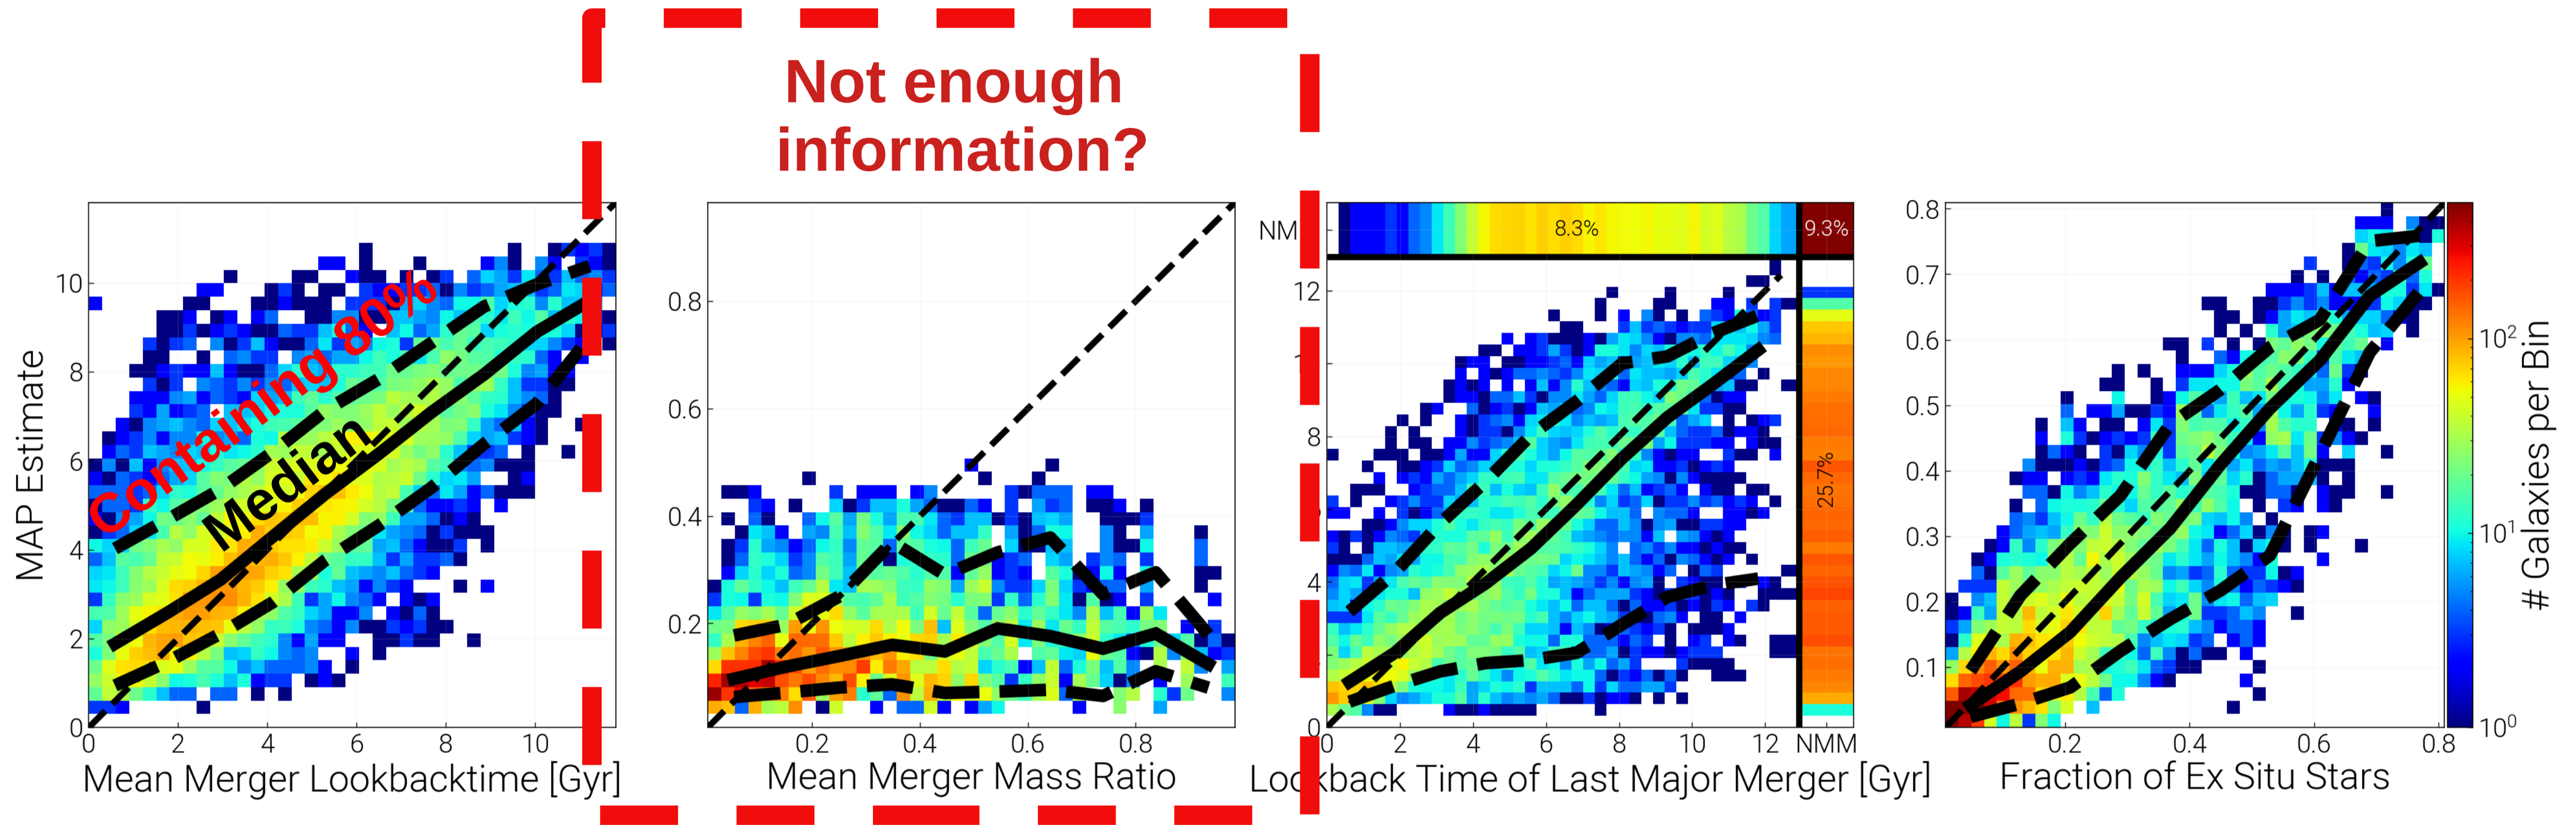 Not enough
information?
MAP Estimate
10
8
6
4
2
0
Containing 80%
Median
0 2 4 6 8 10
Mean Merger Lookbacktime [Gyr]
0.8
0.6
0.4
0.2
0.2 0.4 0.6 0.8
Mean Merger Mass Ratio
NM
8.3%
9.3%
12
8
4
0
25.7%
0 2 4 6 8 10 12 NMM
Lookback Time of Last Major Merger [Gyr]
0.8
0.7
0.6
0.5
0.4
0.3
0.2
0.1
0.2 0.4 0.6 0.8
Fraction of Ex Situ Stars
10²
10¹
10⁰
# Galaxies per Bin